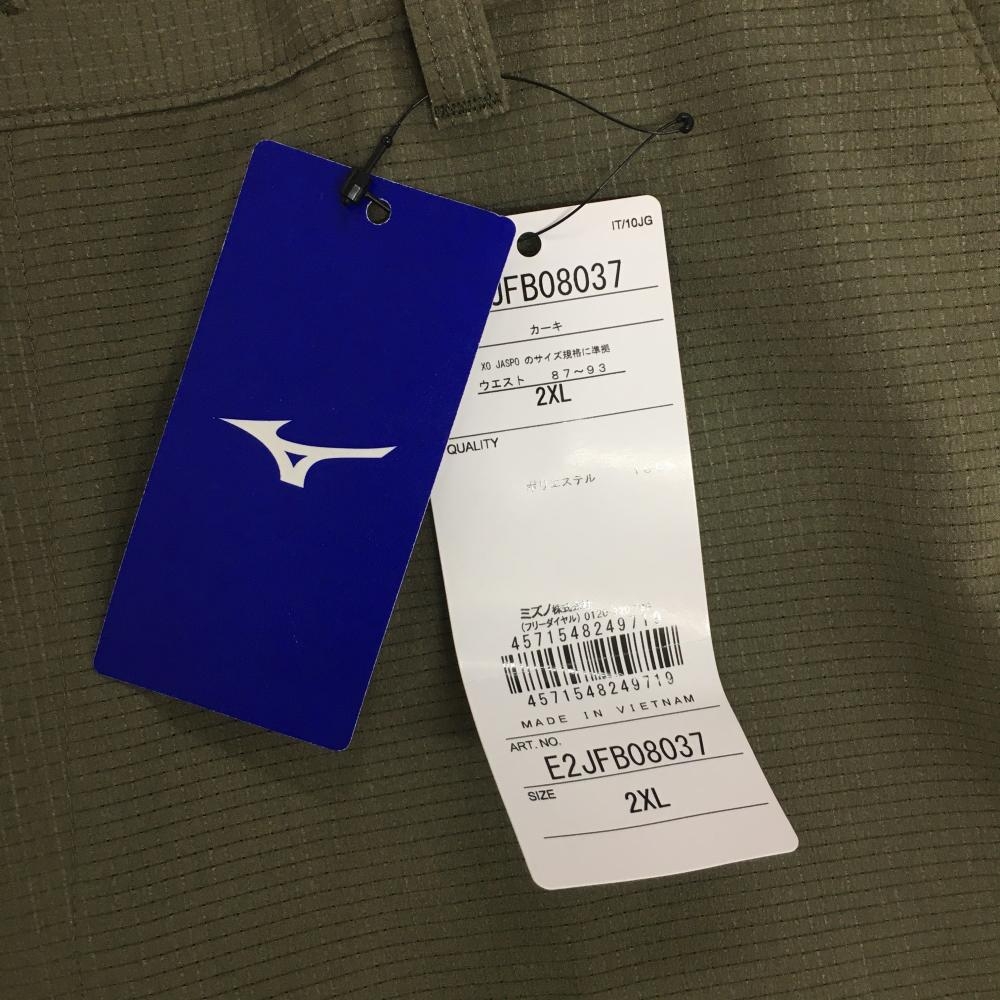 IT/10JG
JFB08037
カーキ
XO JASPO のサイズ規格に準拠
ウエスト 87～93
2XL
QUALITY
ポリエステル
ミズノ株式会社
(フリーダイヤル) 0120
4571548249719
4571548249719
MADE IN VIETNAM
ART.NO.
E2JFB08037
SIZE
2XL